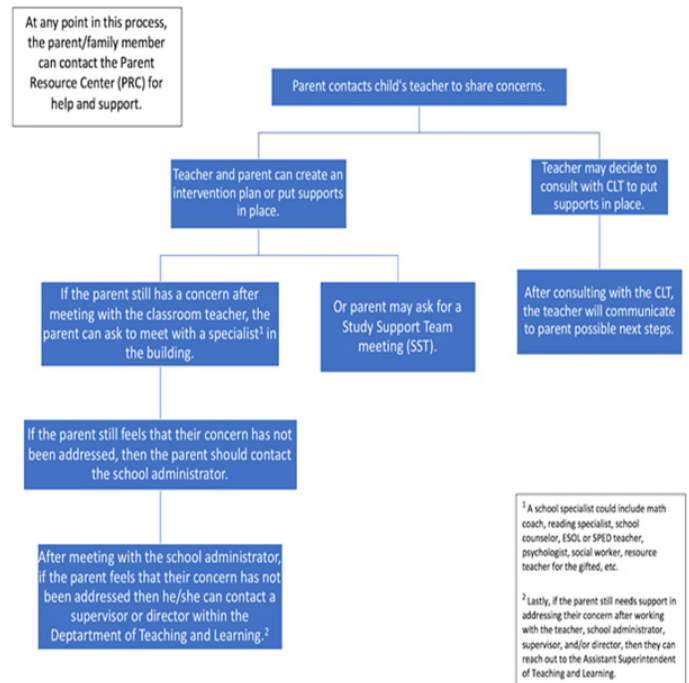 At any point in this process,
the parent/family member
can contact the Parent
Resource Center (PRC) for
help and support.
Parent contacts child's teacher to share concerns.
Teacher and parent can create an
intervention plan or put supports
in place.
Teacher may decide to
consult with CLT to put
supports in place.
If the parent still has a concern after
meeting with the classroom teacher, the
parent can ask to meet with a specialist¹ in
the building.
Or parent may ask for a
Study Support Team
meeting (SST).
After consulting with the CLT,
the teacher will communicate
to parent possible next steps.
If the parent still feels that their concern has not
been addressed, then the parent should contact
the school administrator.
After meeting with the school administrator,
if the parent feels that their concern has not
been addressed then he/she can contact a
supervisor or director within the
Deptartment of Teaching and Learning.²
¹ A school specialist could include math
coach, reading specialist, school
counselor, ESOL or SPED teacher,
psychologist, social worker, resource
teacher for the gifted, etc.
² Lastly, if the parent still needs support in
addressing their concern after working
with the teacher, school administrator,
supervisor, and/or director, then they can
reach out to the Assistant Superintendent
of Teaching and Learning.